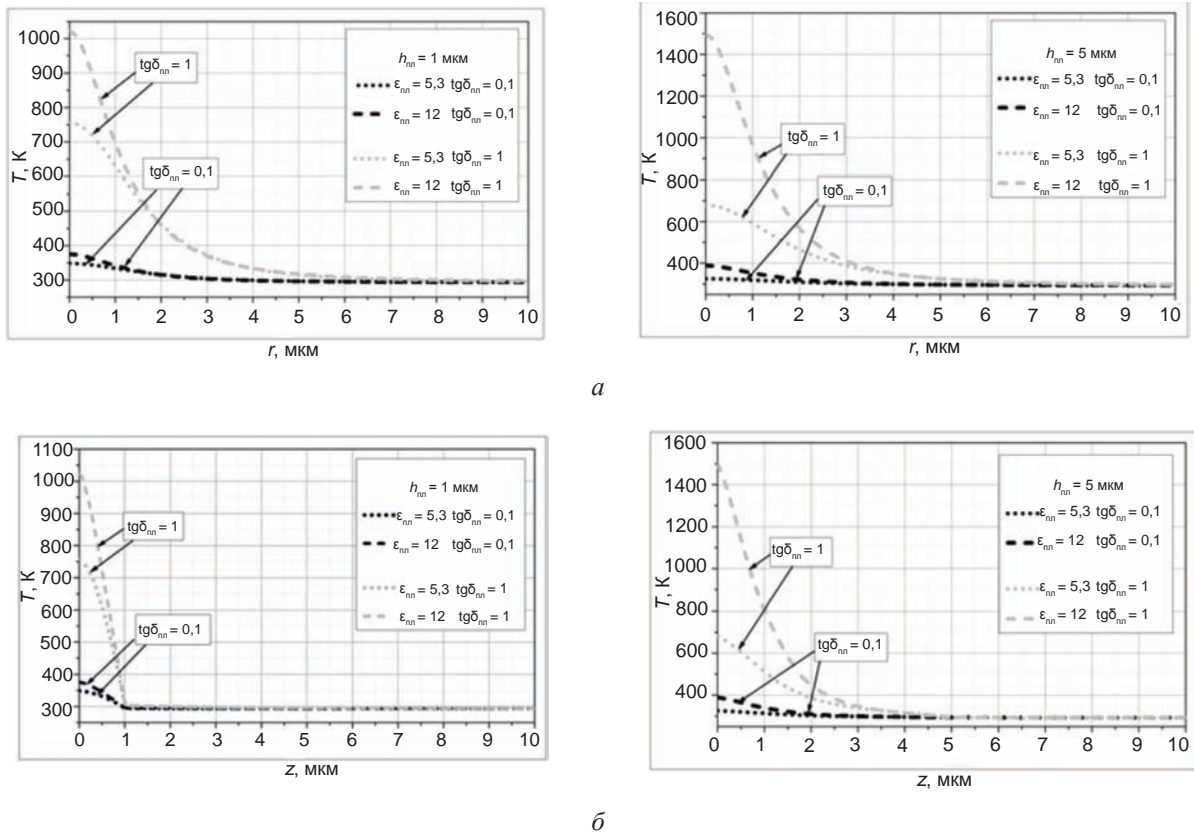 1000
900
800
700
600
500
400
300
T, К
0 1 2 3 4 5 6 7 8 9 10
r, мкм
tgδпл = 1
tgδпл = 0,1
hпл = 1 мкм
εпл = 5,3 tgδпл = 0,1
εпл = 12 tgδпл = 0,1
εпл = 5,3 tgδпл = 1
εпл = 12 tgδпл = 1
1600
1400
1200
1000
800
600
400
T, К
0 1 2 3 4 5 6 7 8 9 10
r, мкм
tgδпл = 1
tgδпл = 0,1
hпл = 5 мкм
εпл = 5,3 tgδпл = 0,1
εпл = 12 tgδпл = 0,1
εпл = 5,3 tgδпл = 1
εпл = 12 tgδпл = 1
а
1100
1000
900
800
700
600
500
400
300
T, К
0 1 2 3 4 5 6 7 8 9 10
z, мкм
tgδпл = 1
tgδпл = 0,1
hпл = 1 мкм
εпл = 5,3 tgδпл = 0,1
εпл = 12 tgδпл = 0,1
εпл = 5,3 tgδпл = 1
εпл = 12 tgδпл = 1
1600
1400
1200
1000
800
600
400
T, К
0 1 2 3 4 5 6 7 8 9 10
z, мкм
tgδпл = 1
tgδпл = 0,1
hпл = 5 мкм
εпл = 5,3 tgδпл = 0,1
εпл = 12 tgδпл = 0,1
εпл = 5,3 tgδпл = 1
εпл = 12 tgδпл = 1
б